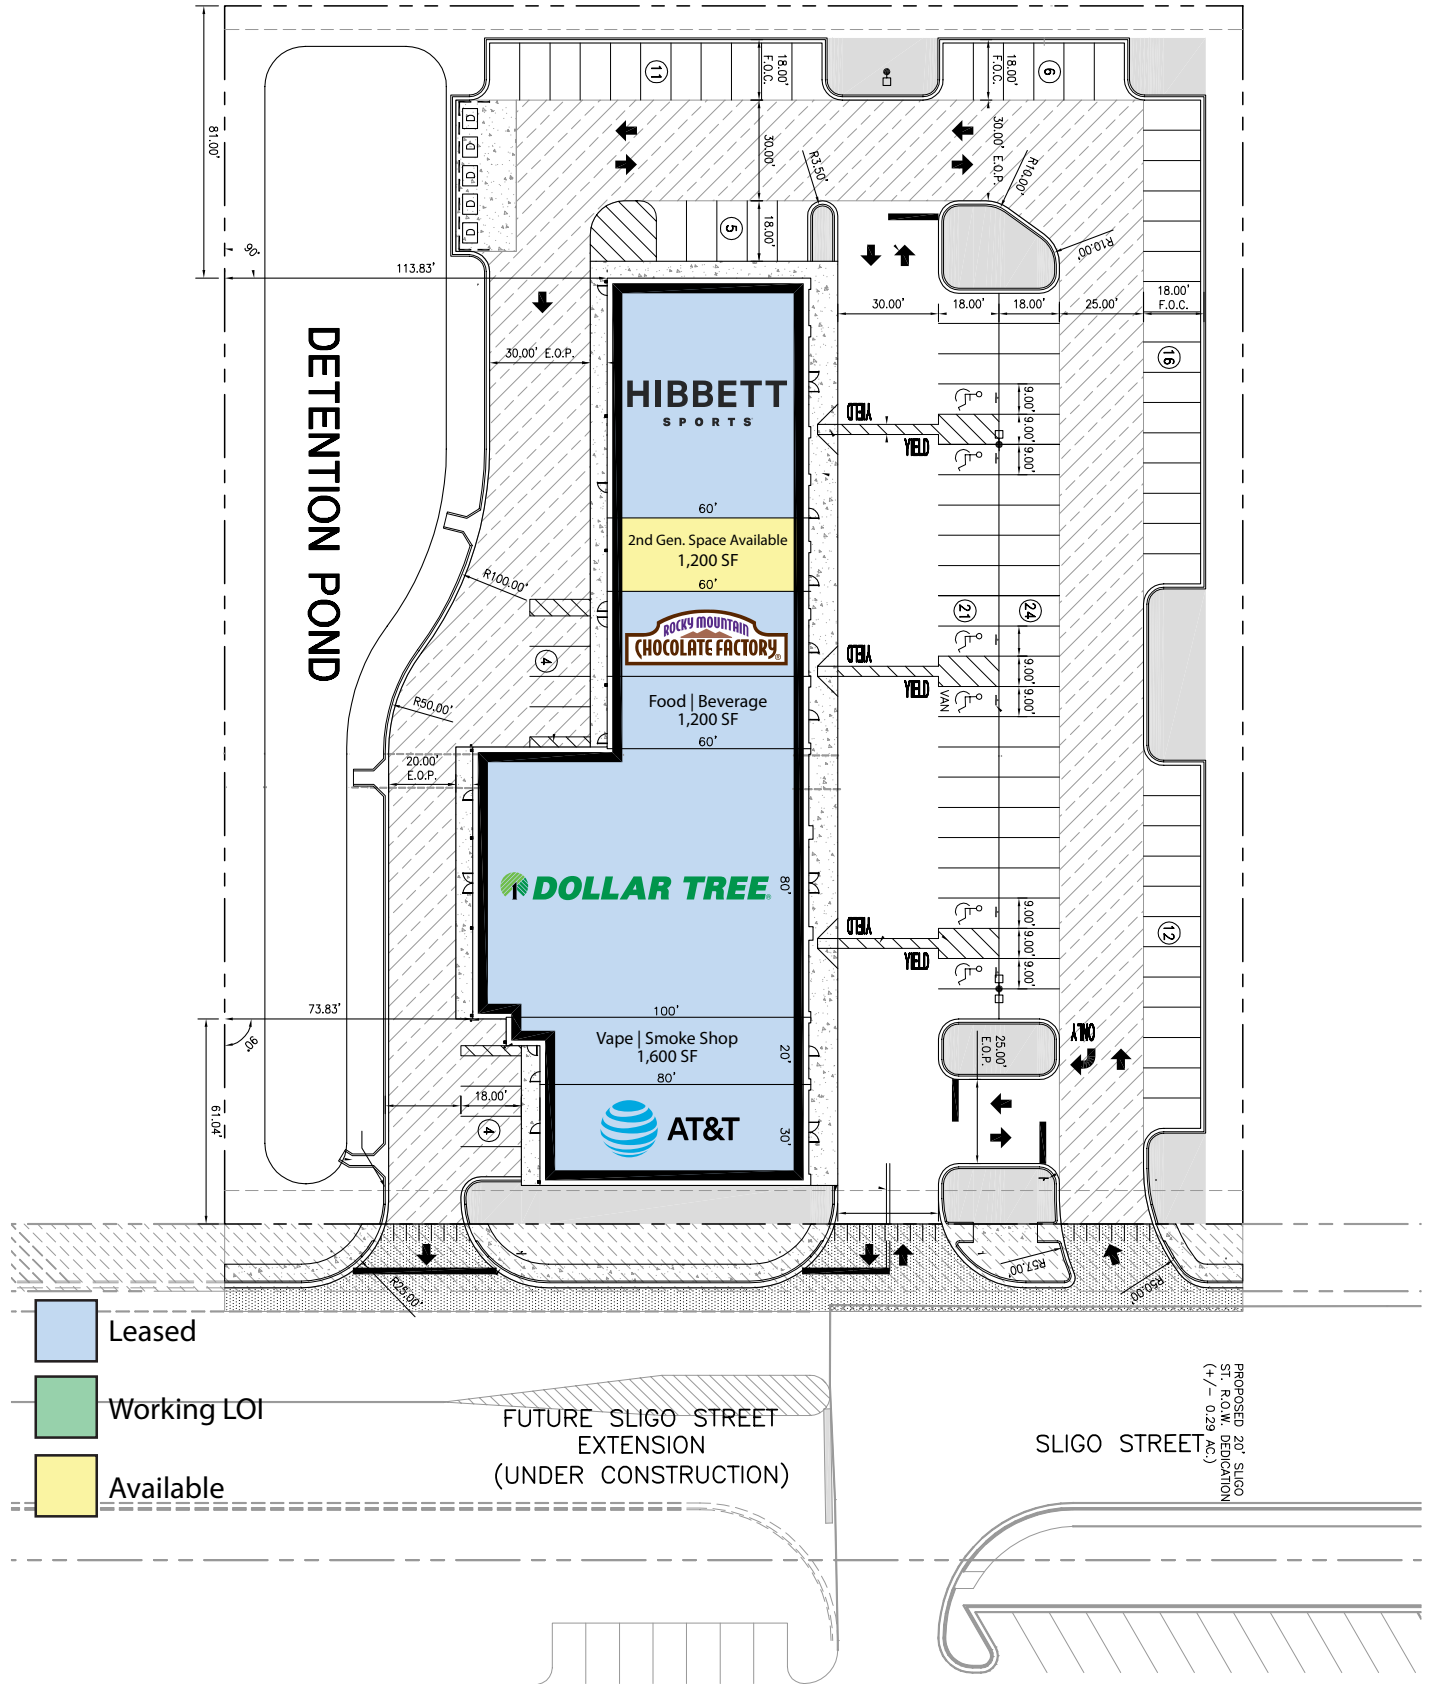 11
18.00'
F.O.C.
18.00'
F.O.C.
6
81.00'
D
D
D
D
D
30.00'
30.00' E.O.P.
R3.50'
R10.00'
R10.00'
5
18.00'
90°
113.83'
30.00'
18.00'
18.00'
25.00'
18.00'
F.O.C.
30.00' E.O.P.
16
DETENTION POND
HIBBETT
SPORTS
YIELD
YIELD
9.00'
9.00'
9.00'
60'
2nd Gen. Space Available
1,200 SF
60'
R100.00'
21
24
ROCKY MOUNTAIN
CHOCOLATE FACTORY®
4
YIELD
YIELD
VAN
9.00'
9.00'
R50.00'
Food | Beverage
1,200 SF
60'
20.00'
E.O.P.
DOLLAR TREE®
80'
YIELD
YIELD
9.00'
9.00'
9.00'
12
73.83'
90°
100'
Vape | Smoke Shop
1,600 SF
20'
80'
25.00'
E.O.P.
ONLY
61.04'
18.00'
4
AT&T
30'
R25.00'
R57.00'
R50.00'
Leased
Working LOI
Available
FUTURE SLIGO STREET
EXTENSION
(UNDER CONSTRUCTION)
SLIGO STREET
PROPOSED 20' SLIGO
ST. R.O.W. DEDICATION
(+/- 0.29 AC.)